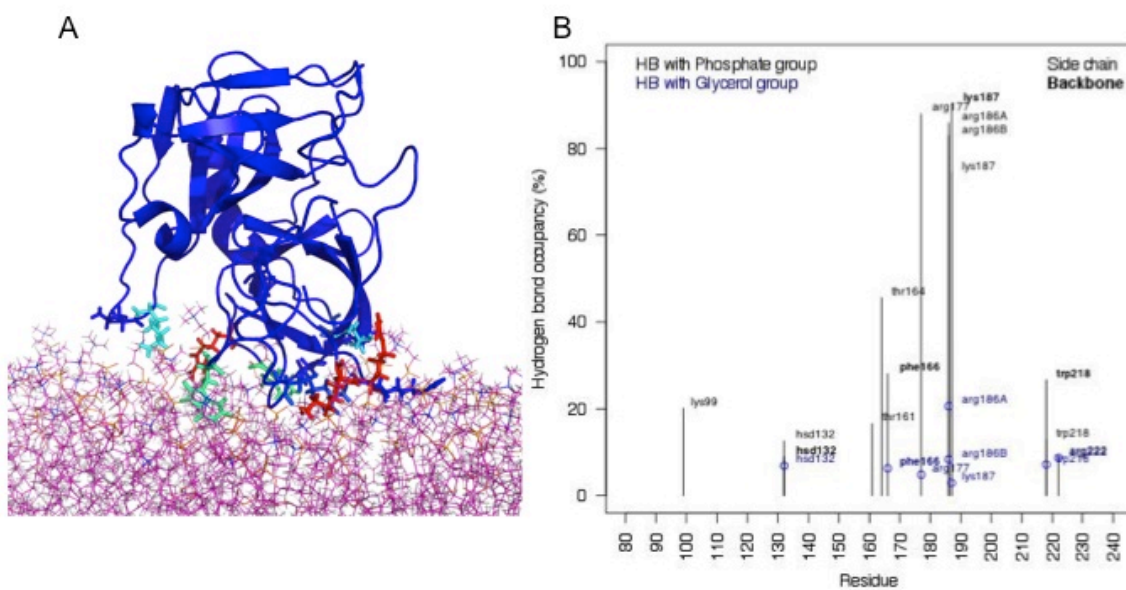 A
B
HB with Phosphate group
HB with Glycerol group
Side chain
Backbone
Hydrogen bond occupancy (%)
100
80
60
40
20
0
lys187
arg177
arg186A
arg186B
lys187
thr164
phe166
lys99
thr161
hsd132
hsd132
hsd132
phe166
arg177
arg186A
arg186B
lys187
trp218
trp218
trp218
arg222
80
90
100
110
120
130
140
150
160
170
180
190
200
210
220
230
240
Residue